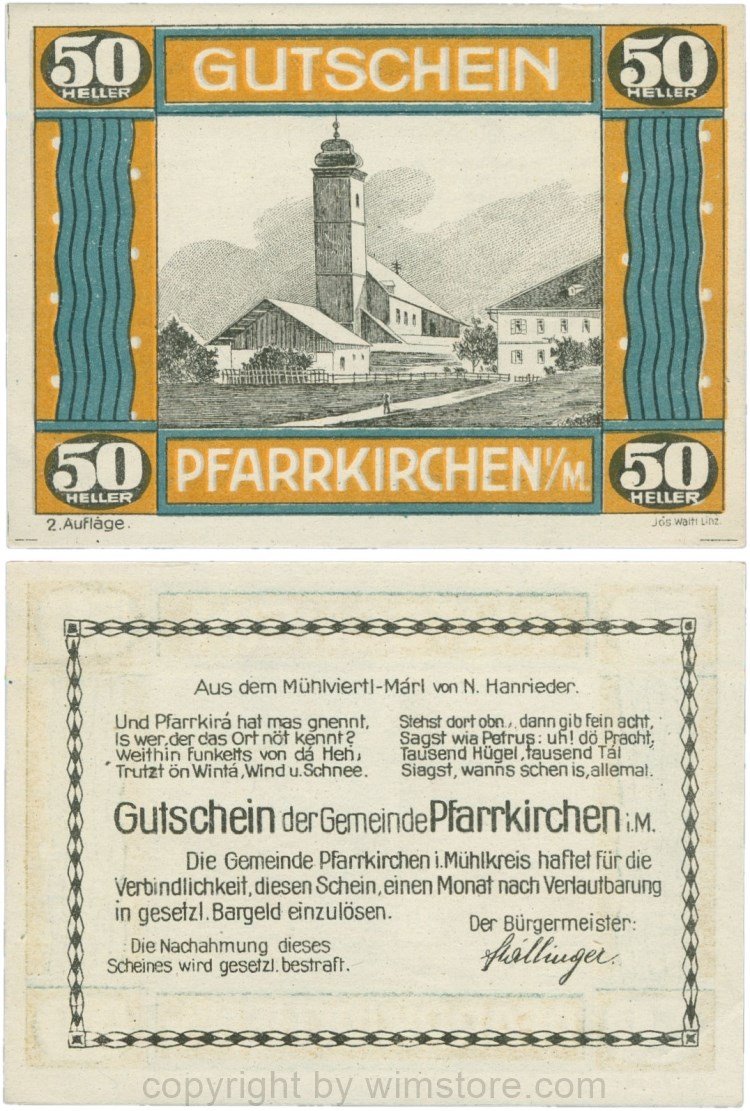 50 HELLER
GUTSCHEIN
50 HELLER
50 HELLER
PFARRKIRCHEN I/M.
50 HELLER
2. Auflage.
Jos. Waltl Linz.
Aus dem Mühlviertl-Márl von N. Hanrieder.
Und Pfarrkirá hat mas gnennt,
Is wer, der das Ort nöt kennt?
Weithin funkelts von dá Heh,
Trutzt ön Wintá, Wind u. Schnee.
Stehst dort obn, dann gib fein acht,
Sagst wia Petrus: uh! dö Pracht,
Tausend Hügel, tausend Tál
Siagst, wanns schen is, allemal.
Gutschein der Gemeinde Pfarrkirchen i.M.
Die Gemeinde Pfarrkirchen i. Mühlkreis haftet für die
Verbindlichkeit, diesen Schein, einen Monat nach Verlautbarung
in gesetzl. Bargeld einzulösen.
Der Bürgermeister:
Die Nachahmung dieses
Scheines wird gesetzl. bestraft.
copyright by wimstore.com